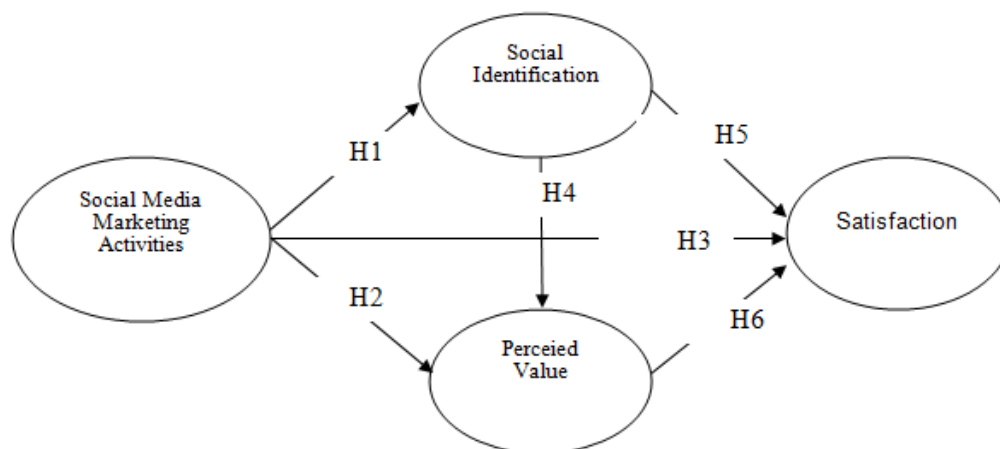 Social
Identification
H1
H5
H4
Social Media
Marketing
Activities
Satisfaction
H3
H2
H6
Perceied
Value